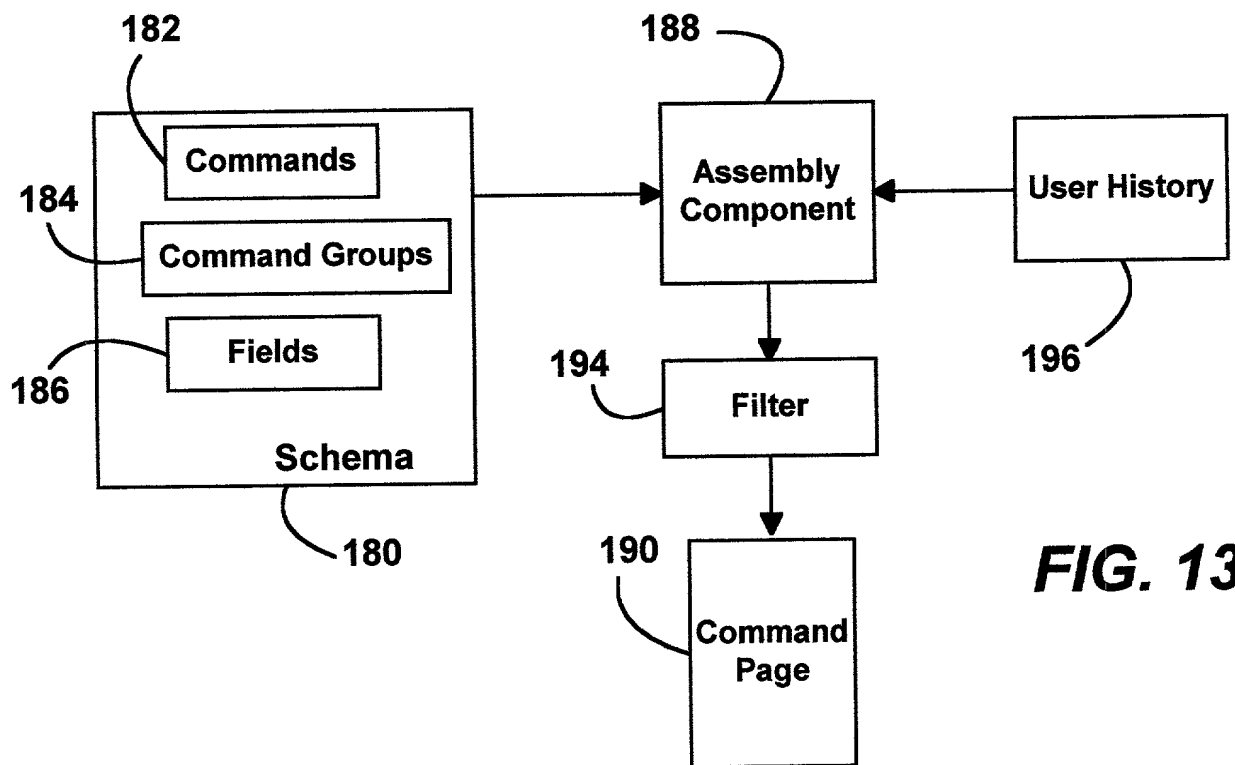 182
188
Commands
184
Command Groups
Fields
186
Schema
180
Assembly
Component
User History
196
194
Filter
190
Command
Page
FIG. 13